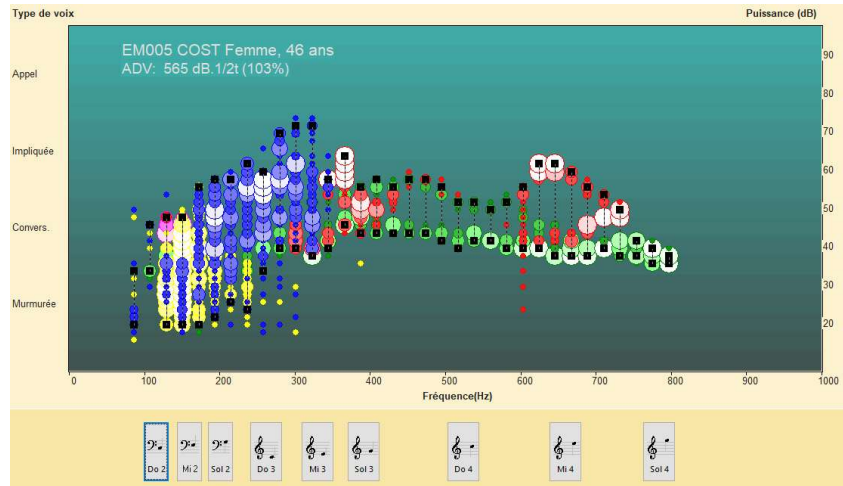 Type de voix
Puissance (dB)
EM005 COST Femme, 46 ans
ADV: 565 dB.1/2t (103%)
Appel
Impliquée
Convers.
Murmurée
90
80
70
60
50
40
30
20
0 100 200 300 400 500 600 700 800 900 1000
Fréquence(Hz)
Do 2 Mi 2 Sol 2 Do 3 Mi 3 Sol 3 Do 4 Mi 4 Sol 4